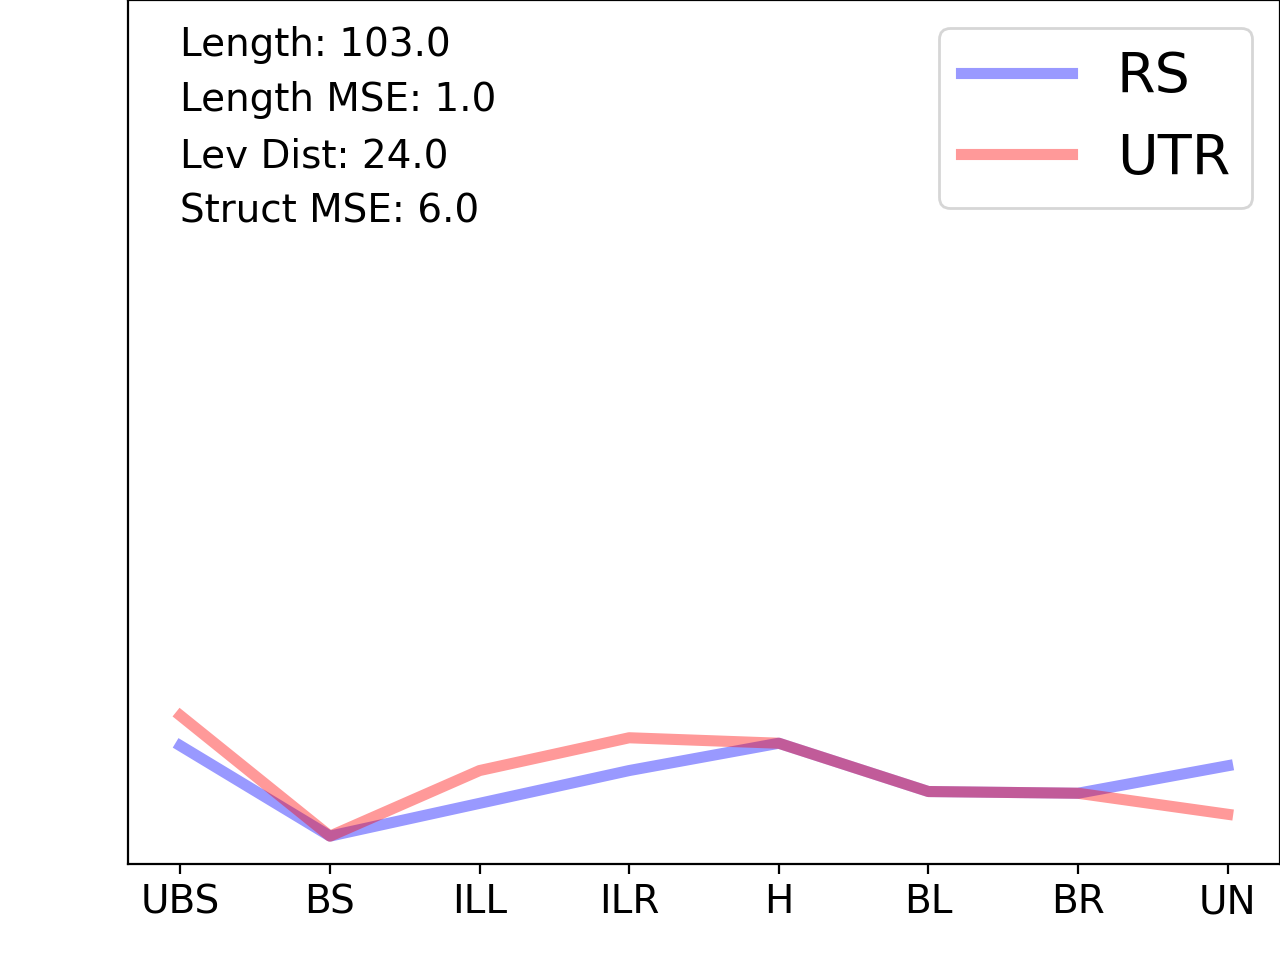 Length: 103.0
Length MSE: 1.0
Lev Dist: 24.0
Struct MSE: 6.0
RS
UTR
UBS BS ILL ILR H BL BR UN